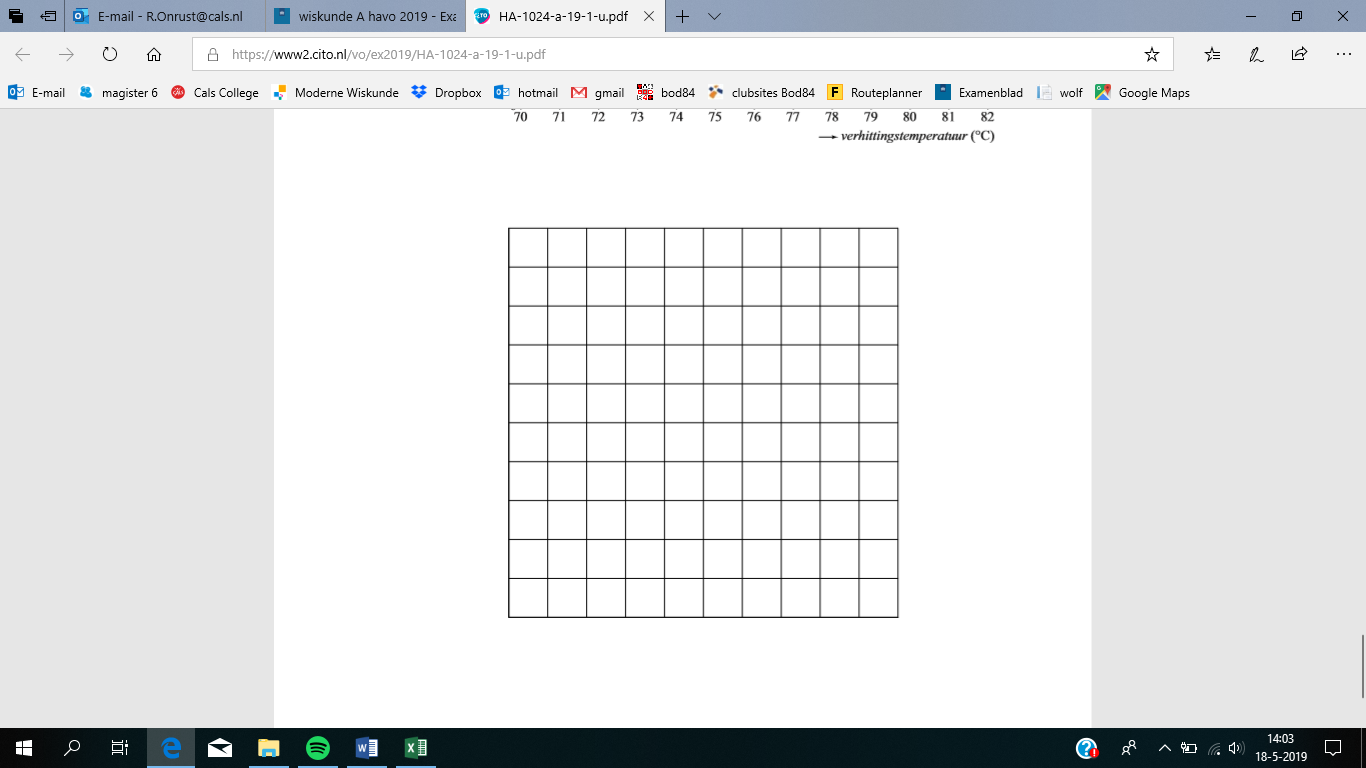 E-mail - R.Onrust@cals.nl
wiskunde A havo 2019 - Exa
CITO
HA-1024-a-19-1-u.pdf
https://www2.cito.nl/vo/ex2019/HA-1024-a-19-1-u.pdf
E-mail
magister 6
Cals College
Moderne Wiskunde
Dropbox
hotmail
gmail
bod84
clubsites Bod84
F Routeplanner
Examenblad
wolf
Google Maps
70 71 72 73 74 75 76 77 78 79 80 81 82
verhittingstemperatuur (°C)
14:03
18-5-2019